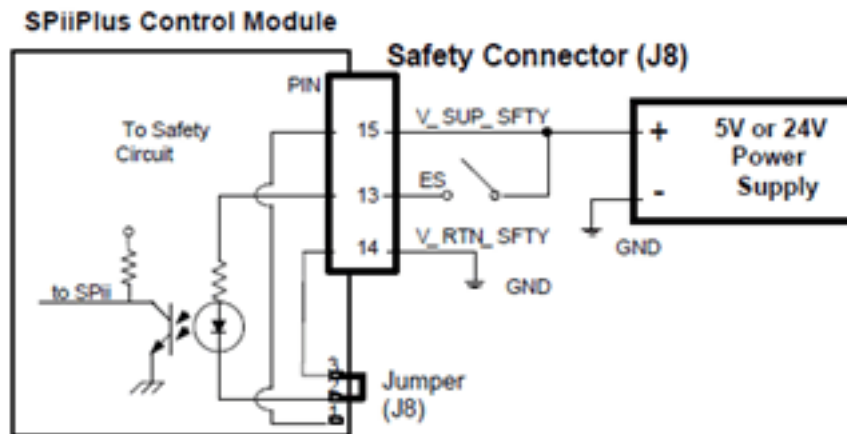 SPiiPlus Control Module
Safety Connector (J8)
PIN
To Safety
Circuit
15
V_SUP_SFTY
+
5V or 24V
Power
Supply
13
ES
-
14
V_RTN_SFTY
GND
GND
to SPii
3
2
1
Jumper
(J8)